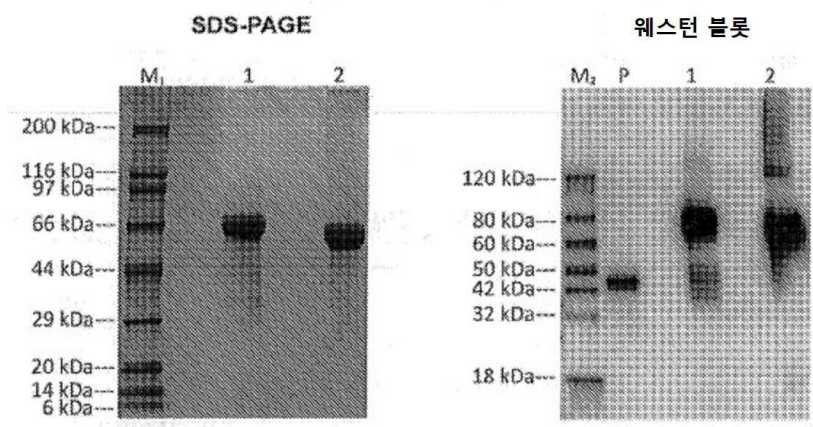 SDS-PAGE
M₁ 1 2
200 kDa---
116 kDa---
97 kDa---
66 kDa---
44 kDa---
29 kDa---
20 kDa---
14 kDa---
6 kDa---
웨스턴 블롯
M₂ P 1 2
120 kDa---
80 kDa---
60 kDa---
50 kDa---
42 kDa---
32 kDa---
18 kDa---